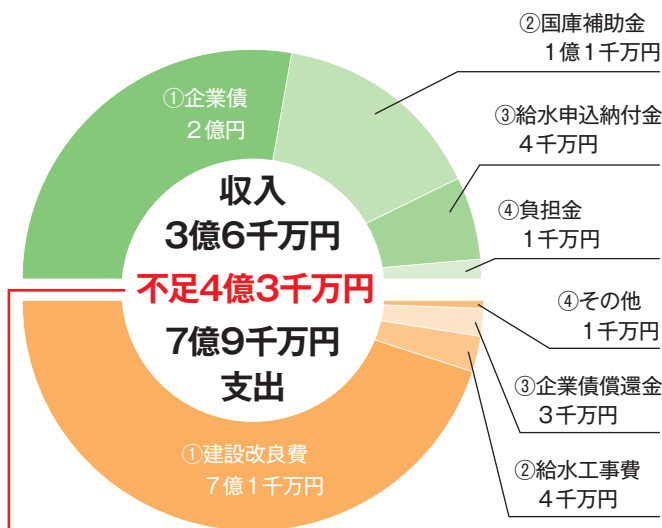 ②国庫補助金
1億1千万円
①企業債
2億円
③給水申込納付金
4千万円
④負担金
1千万円
収入
3億6千万円
不足4億3千万円
7億9千万円
支出
④その他
1千万円
③企業債償還金
3千万円
②給水工事費
4千万円
①建設改良費
7億1千万円